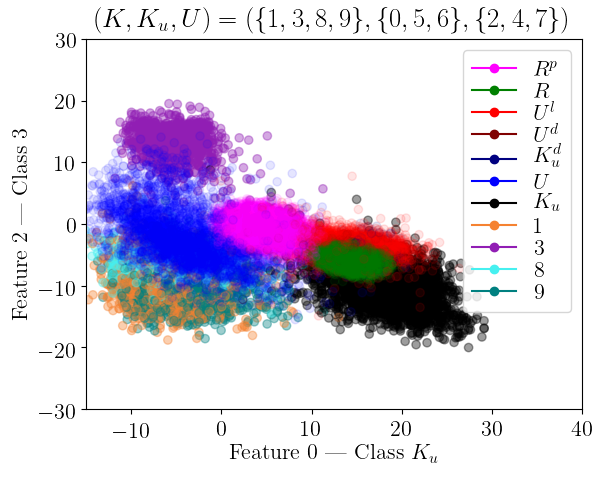 (K, K_u, U) = ({1, 3, 8, 9}, {0, 5, 6}, {2, 4, 7})
30
20
10
0
−10
−20
−30
Feature 2 — Class 3
R^p
R
U^l
U^d
K_u^d
U
K_u
1
3
8
9
−10 0 10 20 30 40
Feature 0 — Class K_u